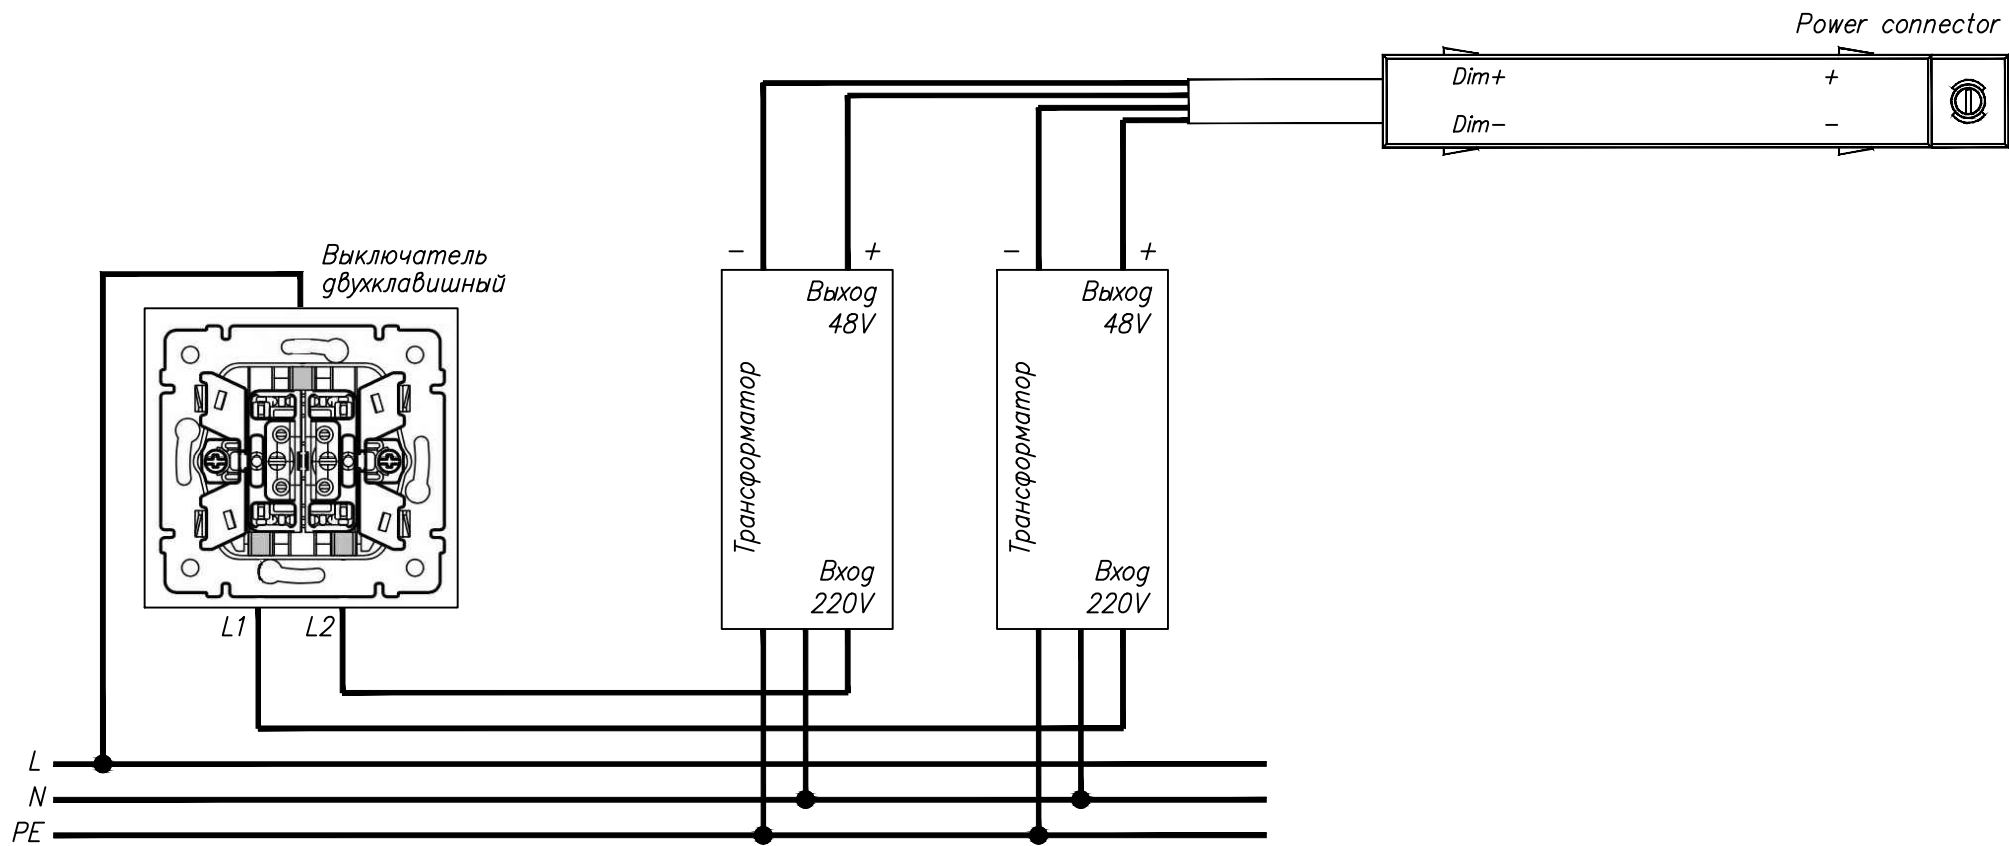 Power connector
Dim+
+
Dim-
-
Выключатель
двухклавишный
-
+
-
+
Выход
48V
Выход
48V
Трансформатор
Трансформатор
Вход
220V
Вход
220V
L1
L2
L
N
PE